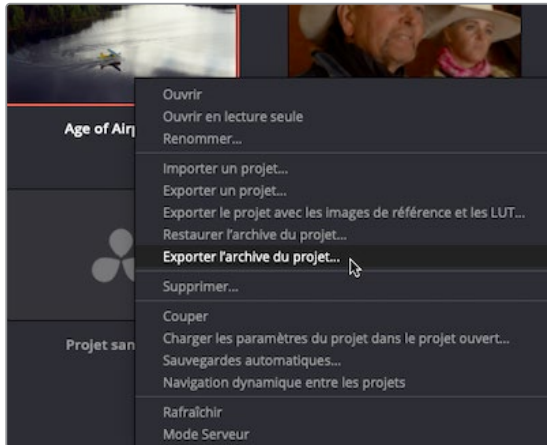 Ouvrir
Ouvrir en lecture seule
Age of Air
Renommer...
Importer un projet...
Exporter un projet...
Exporter le projet avec les images de référence et les LUT...
Restaurer l'archive du projet...
Exporter l'archive du projet...
Supprimer...
Couper
Projet san
Charger les paramètres du projet dans le projet ouvert...
Sauvegardes automatiques...
Navigation dynamique entre les projets
Rafraîchir
Mode Serveur